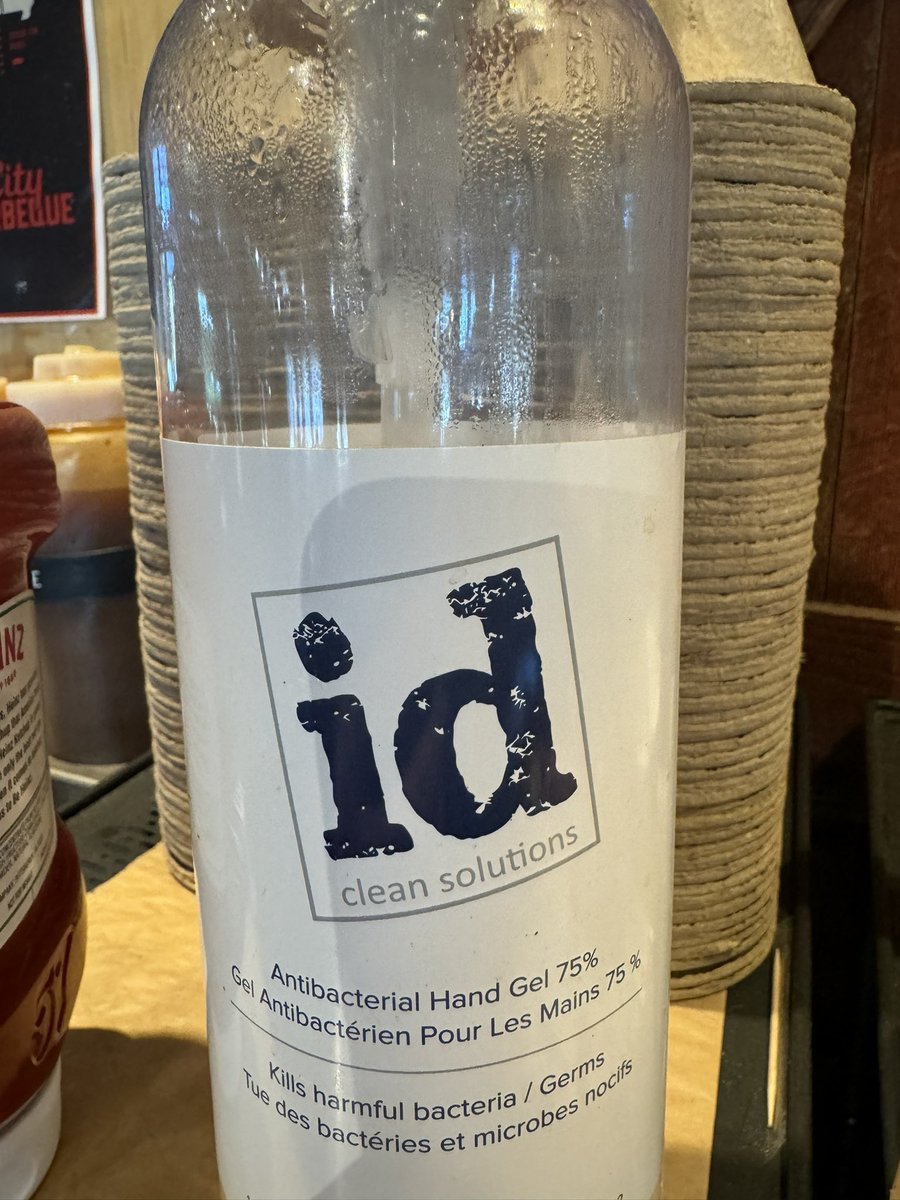 City
id
clean solutions
Antibacterial Hand Gel 75%
Gel Antibactérien Pour Les Mains 75 %
Kills harmful bacteria / Germs
Tue des bactéries et microbes nocifs
57